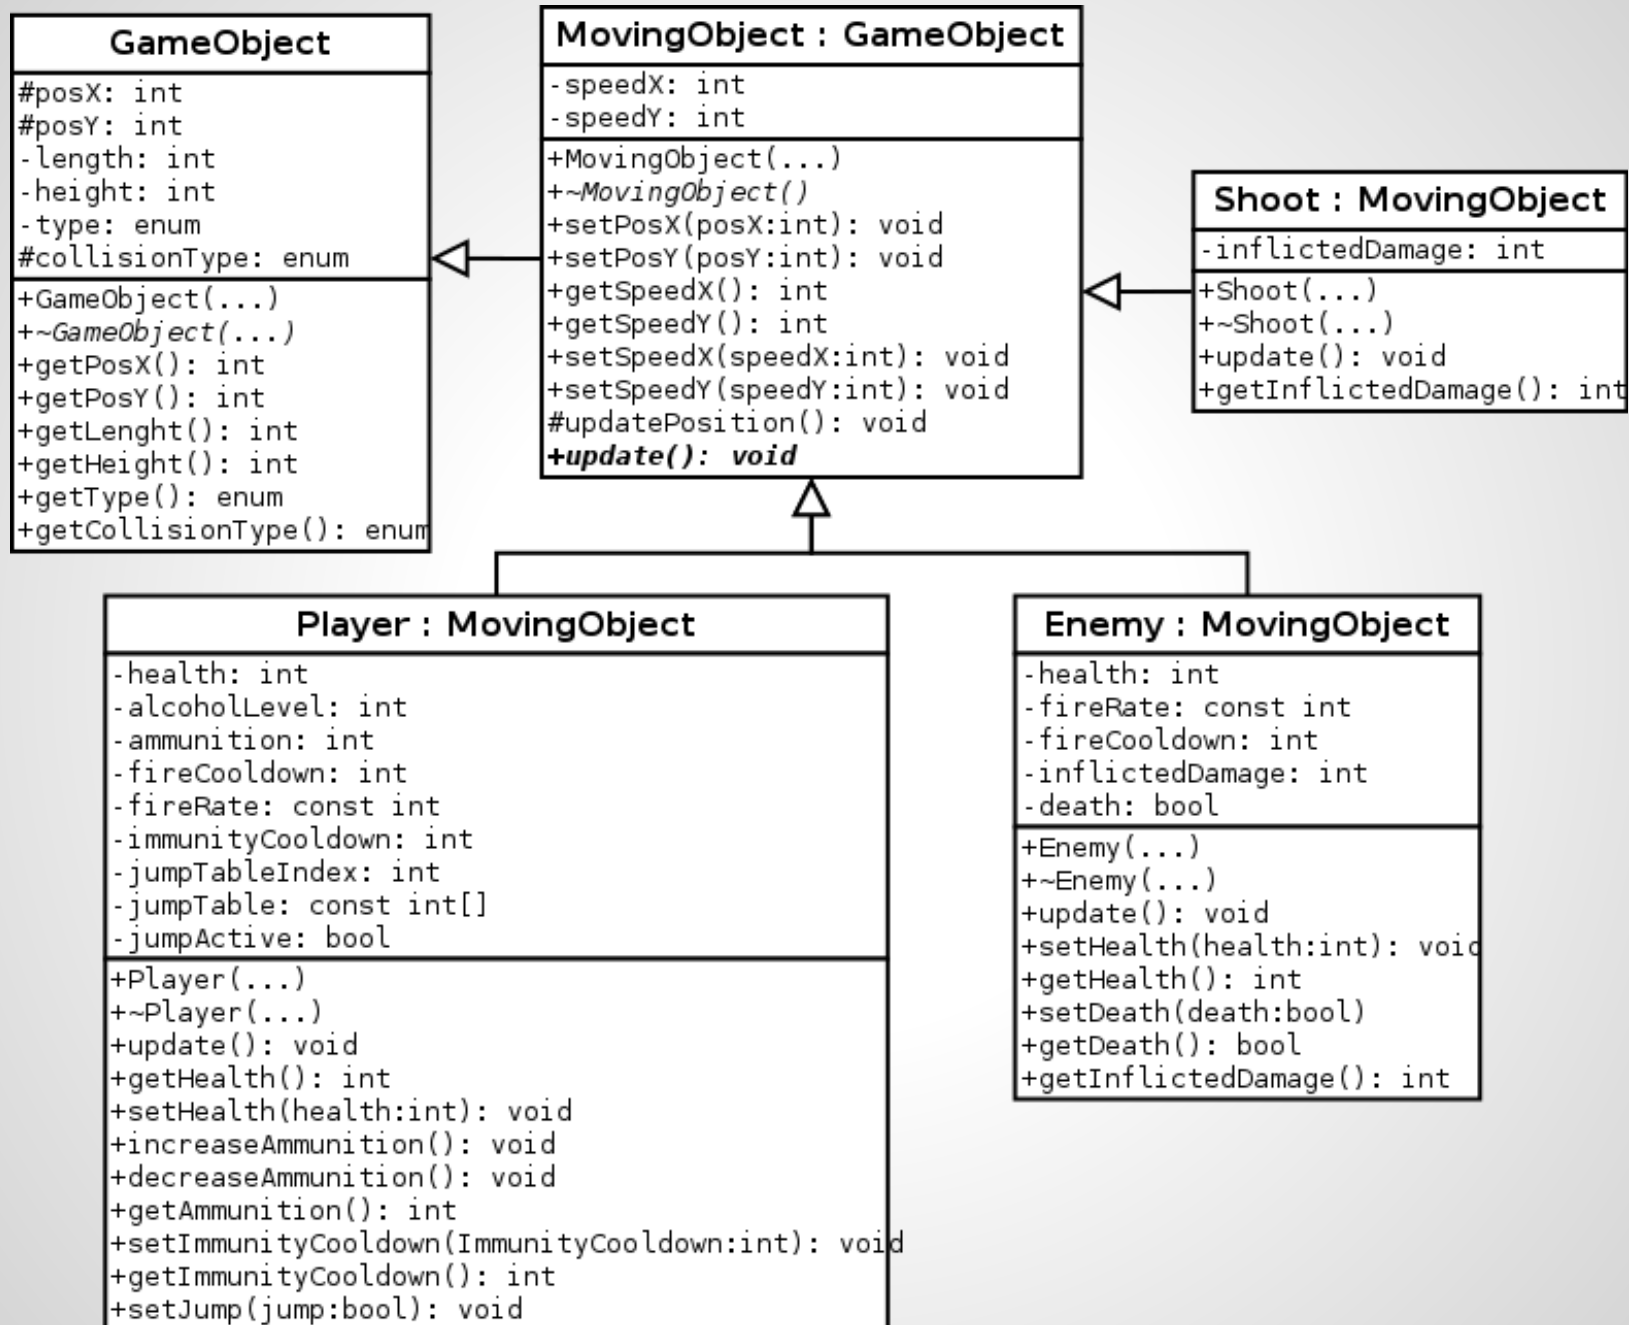 GameObject
#posX: int
#posY: int
-length: int
-height: int
-type: enum
#collisionType: enum
+GameObject(...)
+~GameObject(...)
+getPosX(): int
+getPosY(): int
+getLenght(): int
+getHeight(): int
+getType(): enum
+getCollisionType(): enum
MovingObject : GameObject
-speedX: int
-speedY: int
+MovingObject(...)
+~MovingObject()
+setPosX(posX:int): void
+setPosY(posY:int): void
+getSpeedX(): int
+getSpeedY(): int
+setSpeedX(speedX:int): void
+setSpeedY(speedY:int): void
#updatePosition(): void
+update(): void
Shoot : MovingObject
-inflictedDamage: int
+Shoot(...)
+~Shoot(...)
+update(): void
+getInflictedDamage(): int
Player : MovingObject
-health: int
-alcoholLevel: int
-ammunition: int
-fireCooldown: int
-fireRate: const int
-immunityCooldown: int
-jumpTableIndex: int
-jumpTable: const int[]
-jumpActive: bool
+Player(...)
+~Player(...)
+update(): void
+getHealth(): int
+setHealth(health:int): void
+increaseAmmunition(): void
+decreaseAmmunition(): void
+getAmmunition(): int
+setImmunityCooldown(ImmunityCooldown:int): void
+getImmunityCooldown(): int
+setJump(jump:bool): void
Enemy : MovingObject
-health: int
-fireRate: const int
-fireCooldown: int
-inflictedDamage: int
-death: bool
+Enemy(...)
+~Enemy(...)
+update(): void
+setHealth(health:int): void
+getHealth(): int
+setDeath(death:bool)
+getDeath(): bool
+getInflictedDamage(): int